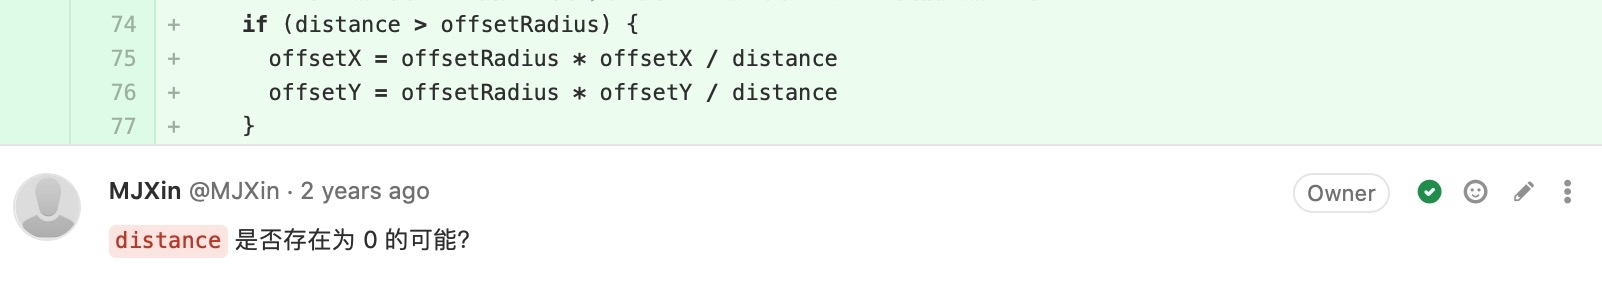 74 + if (distance > offsetRadius) {
75 + offsetX = offsetRadius * offsetX / distance
76 + offsetY = offsetRadius * offsetY / distance
77 + }
MJXin @MJXin · 2 years ago Owner
distance 是否存在为 0 的可能?